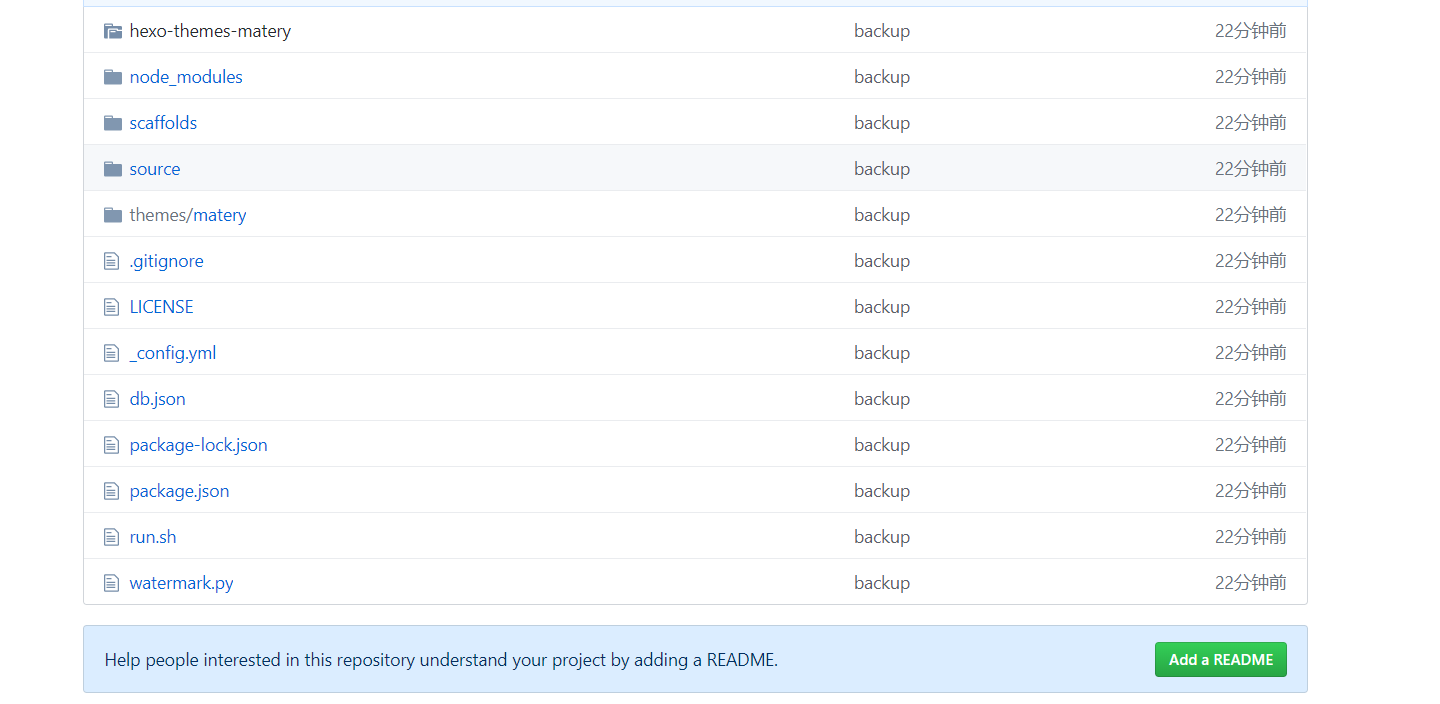 hexo-themes-matery backup 22分钟前
node_modules backup 22分钟前
scaffolds backup 22分钟前
source backup 22分钟前
themes/matery backup 22分钟前
.gitignore backup 22分钟前
LICENSE backup 22分钟前
_config.yml backup 22分钟前
db.json backup 22分钟前
package-lock.json backup 22分钟前
package.json backup 22分钟前
run.sh backup 22分钟前
watermark.py backup 22分钟前
Help people interested in this repository understand your project by adding a README. Add a README